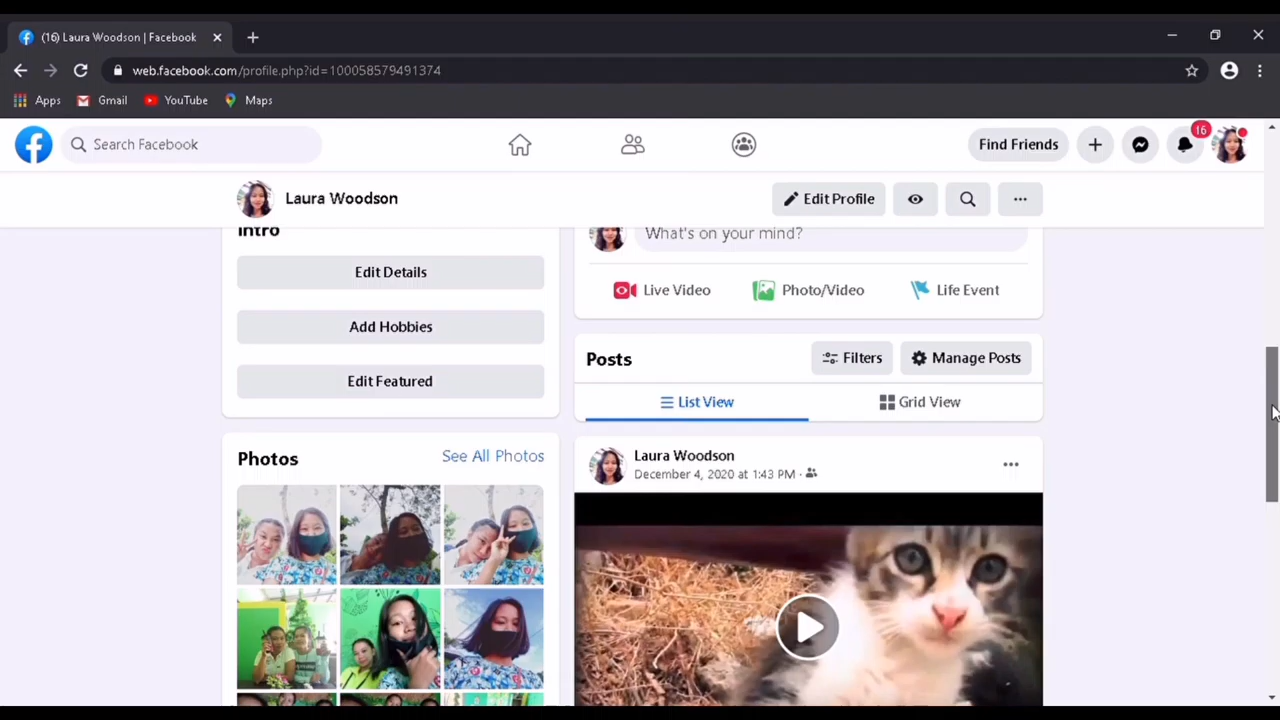 (16) Laura Woodson | Facebook
web.facebook.com/profile.php?id=100058579491374
Apps Gmail YouTube Maps
Search Facebook
Find Friends
16
Laura Woodson
Edit Profile
Intro
Edit Details
Add Hobbies
Edit Featured
Photos
See All Photos
What's on your mind?
Live Video
Photo/Video
Life Event
Posts
Filters
Manage Posts
List View
Grid View
Laura Woodson
December 4, 2020 at 1:43 PM ·